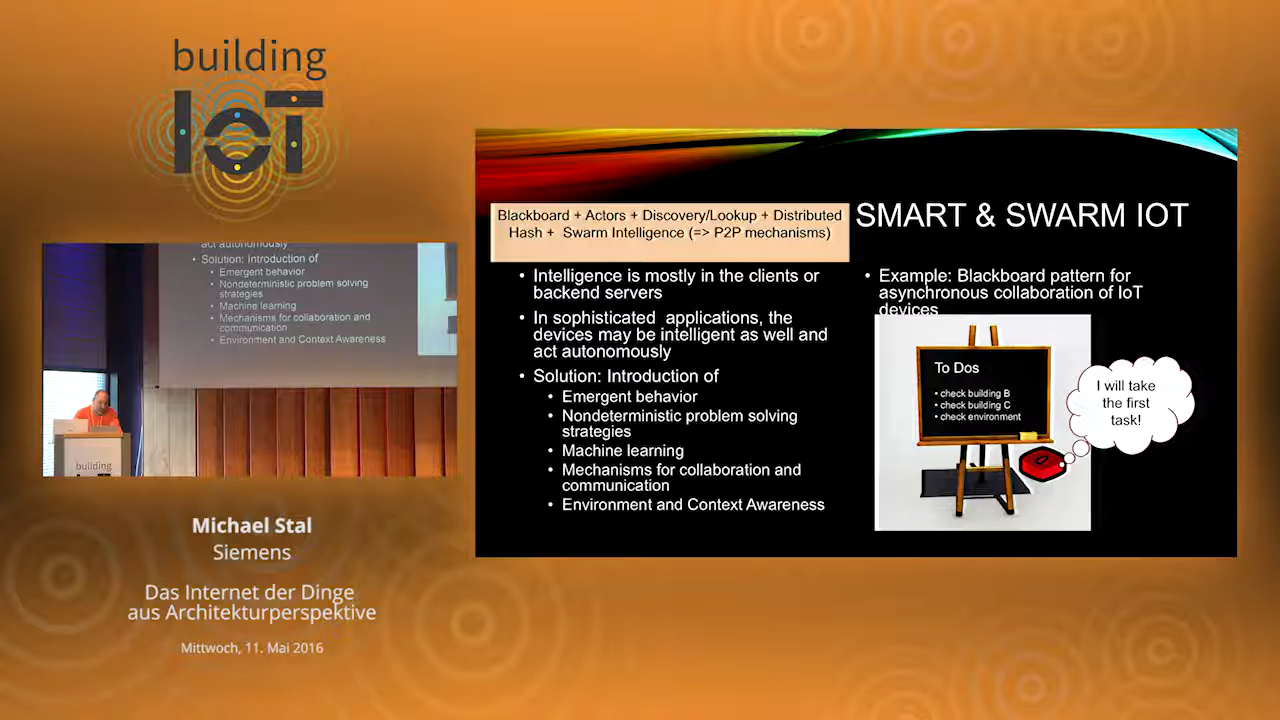 building
IoT
act autonomously
• Solution: Introduction of
• Emergent behavior
• Nondeterministic problem solving
strategies
• Machine learning
• Mechanisms for collaboration and
communication
• Environment and Context Awareness
building
Michael Stal
Siemens
Das Internet der Dinge
aus Architekturperspektive
Mittwoch, 11. Mai 2016
Blackboard + Actors + Discovery/Lookup + Distributed
Hash + Swarm Intelligence (=> P2P mechanisms)
SMART & SWARM IOT
• Intelligence is mostly in the clients or
backend servers
• In sophisticated applications, the
devices may be intelligent as well and
act autonomously
• Solution: Introduction of
• Emergent behavior
• Nondeterministic problem solving
strategies
• Machine learning
• Mechanisms for collaboration and
communication
• Environment and Context Awareness
• Example: Blackboard pattern for
asynchronous collaboration of IoT
devices
To Dos
• check building B
• check building C
• check environment
I will take
the first
task!